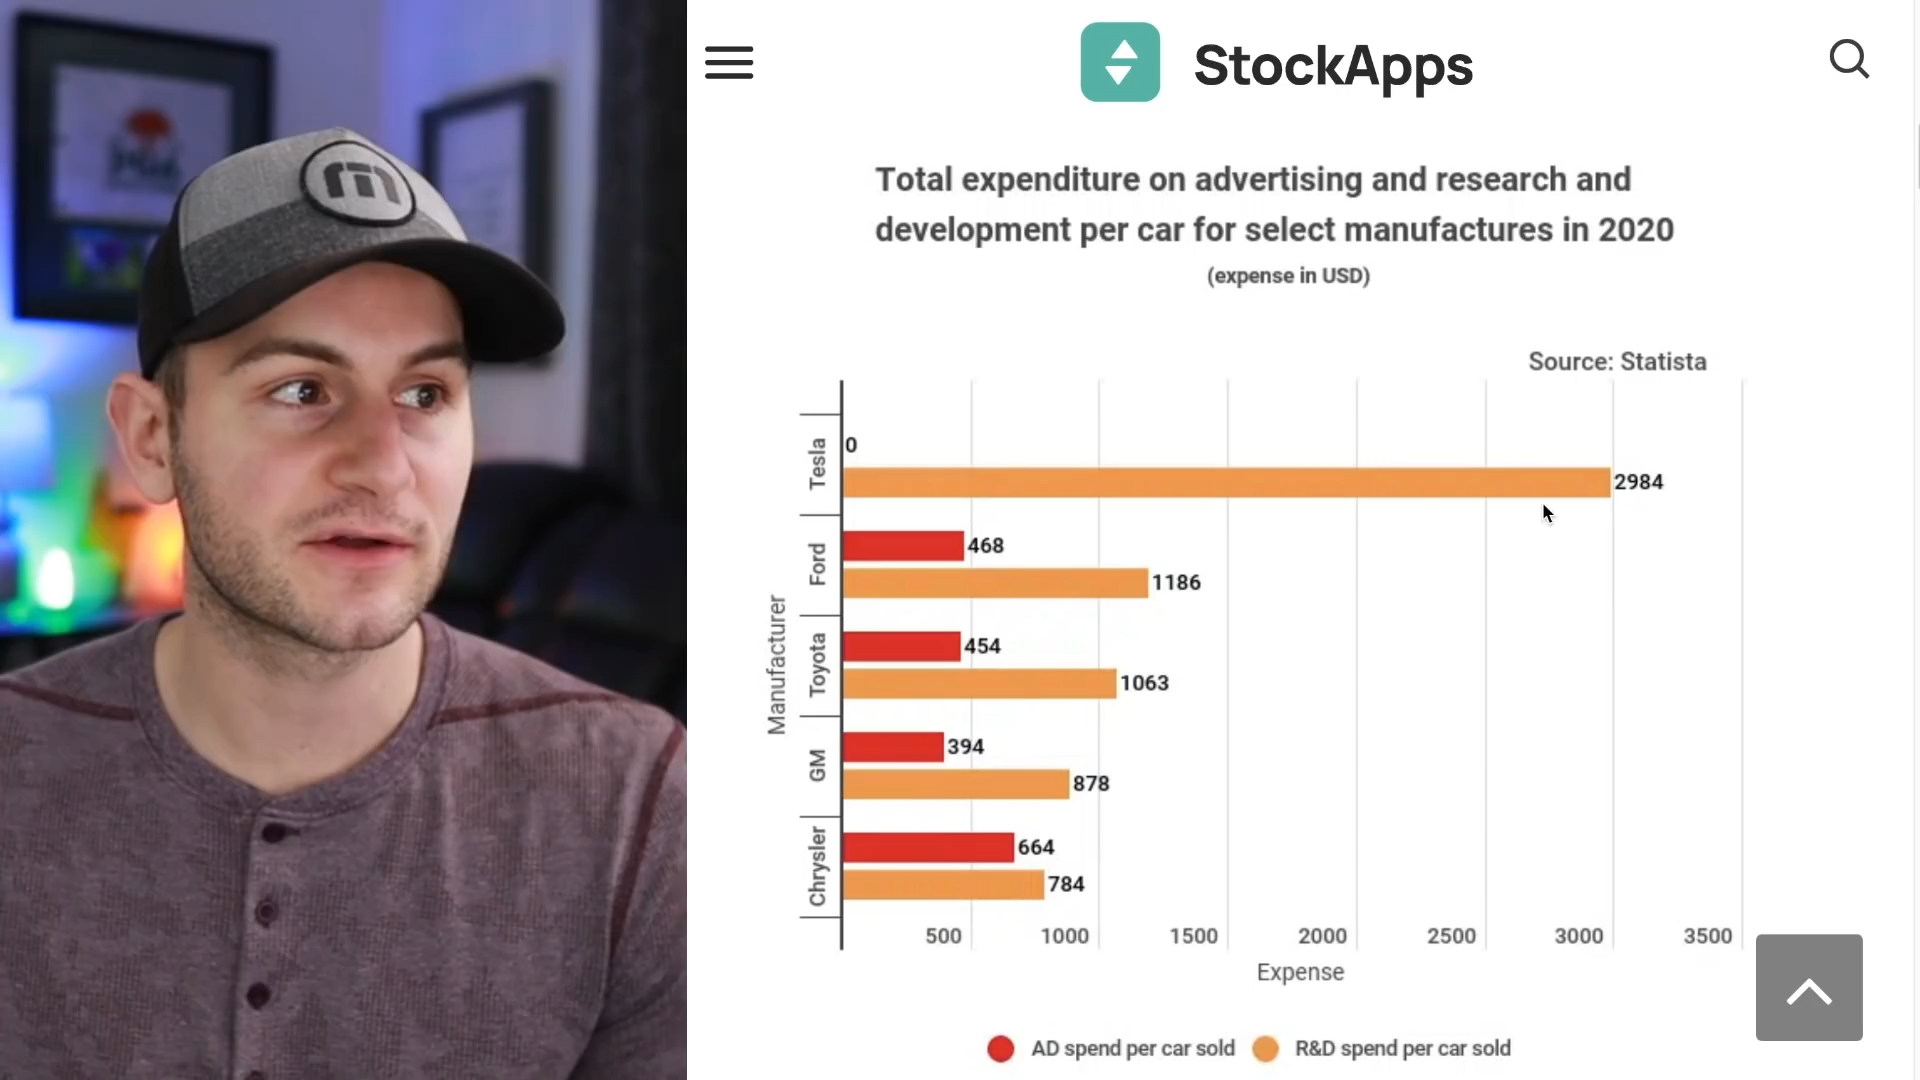 PGA
m
StockApps
Total expenditure on advertising and research and
development per car for select manufactures in 2020
(expense in USD)
Source: Statista
Manufacturer
Tesla
0
2984
Ford
468
1186
Toyota
454
1063
GM
394
878
Chrysler
664
784
500 1000 1500 2000 2500 3000 3500
Expense
AD spend per car sold R&D spend per car sold